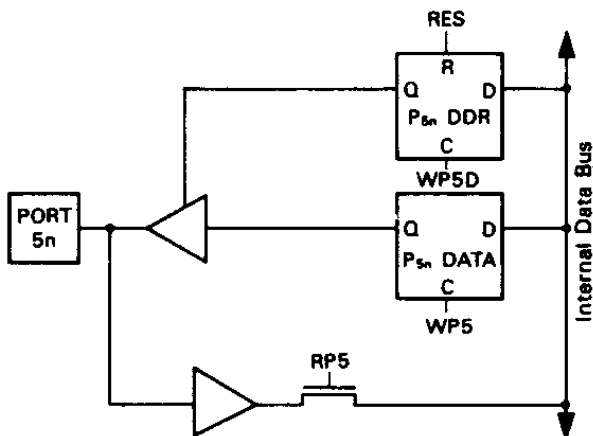 RES
R
Q D
P5n DDR
C
WP5D
PORT
5n
Q D
P5n DATA
C
WP5
RP5
Internal Data Bus